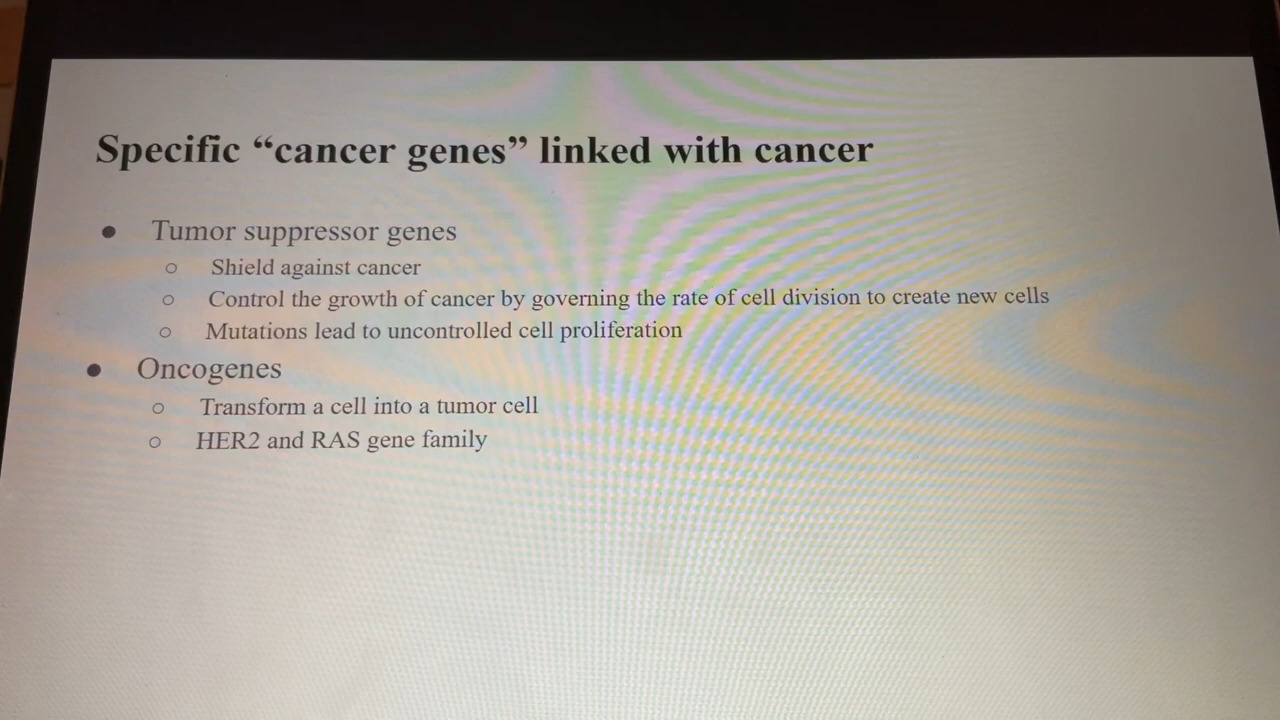 Specific “cancer genes” linked with cancer
● Tumor suppressor genes
○ Shield against cancer
○ Control the growth of cancer by governing the rate of cell division to create new cells
○ Mutations lead to uncontrolled cell proliferation
● Oncogenes
○ Transform a cell into a tumor cell
○ HER2 and RAS gene family